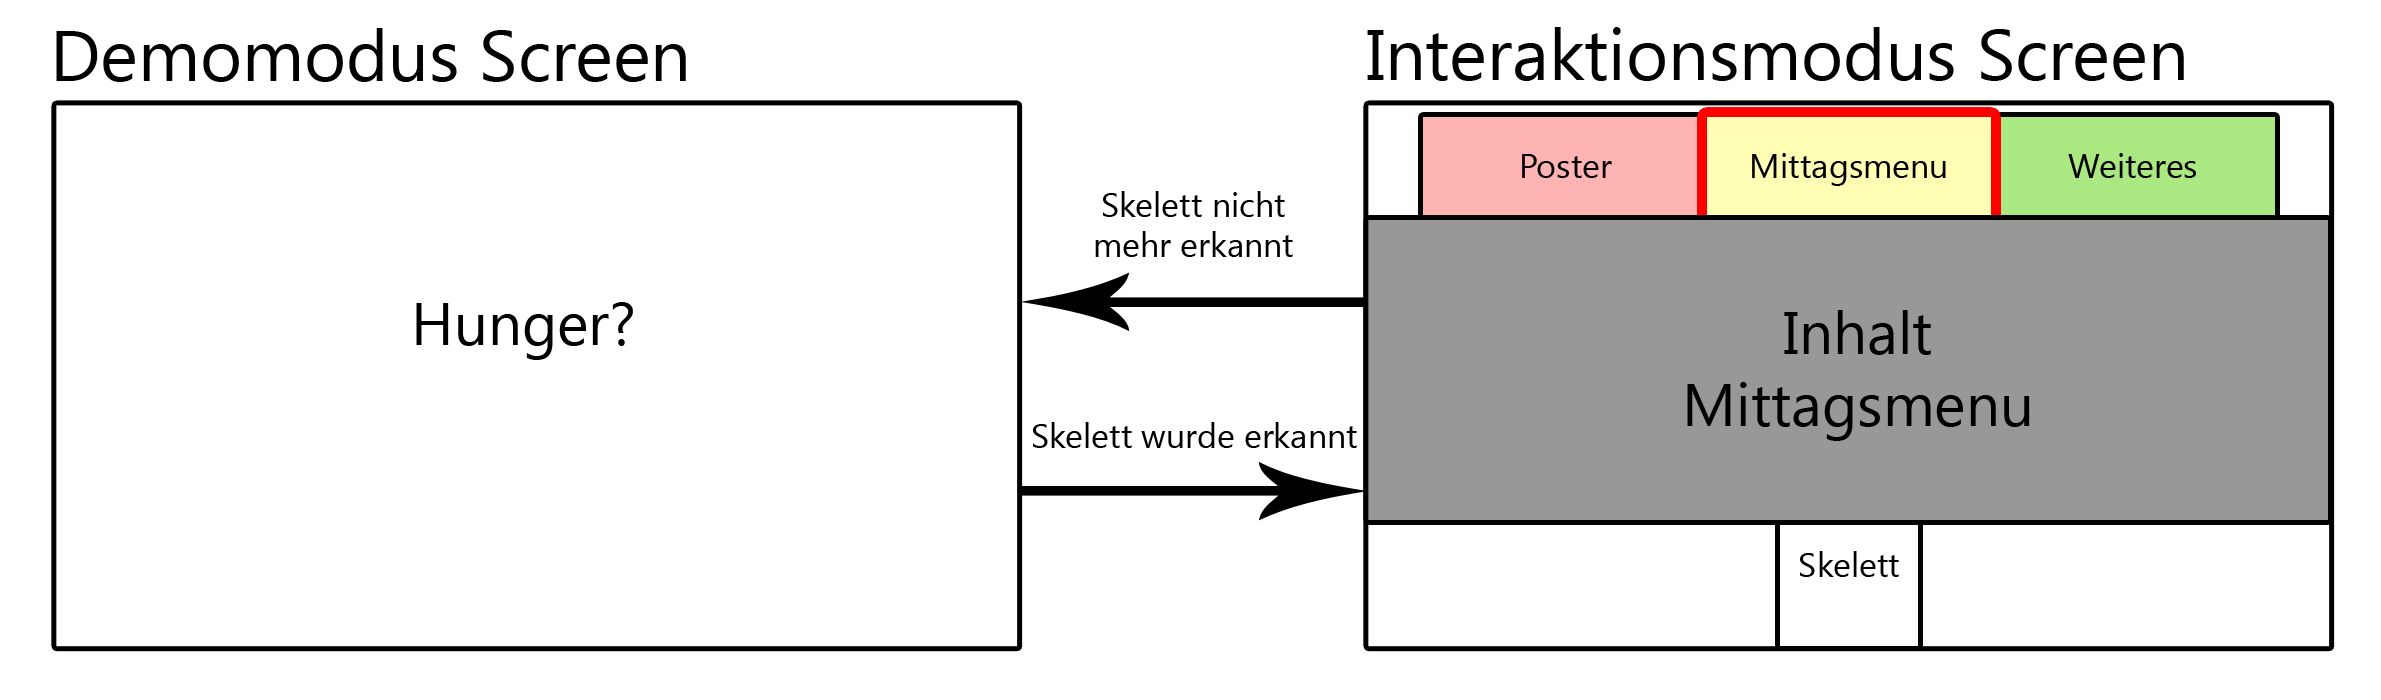 Demomodus Screen
Hunger?
Skelett nicht
mehr erkannt
Skelett wurde erkannt
Interaktionsmodus Screen
Poster
Mittagsmenu
Weiteres
Inhalt
Mittagsmenu
Skelett